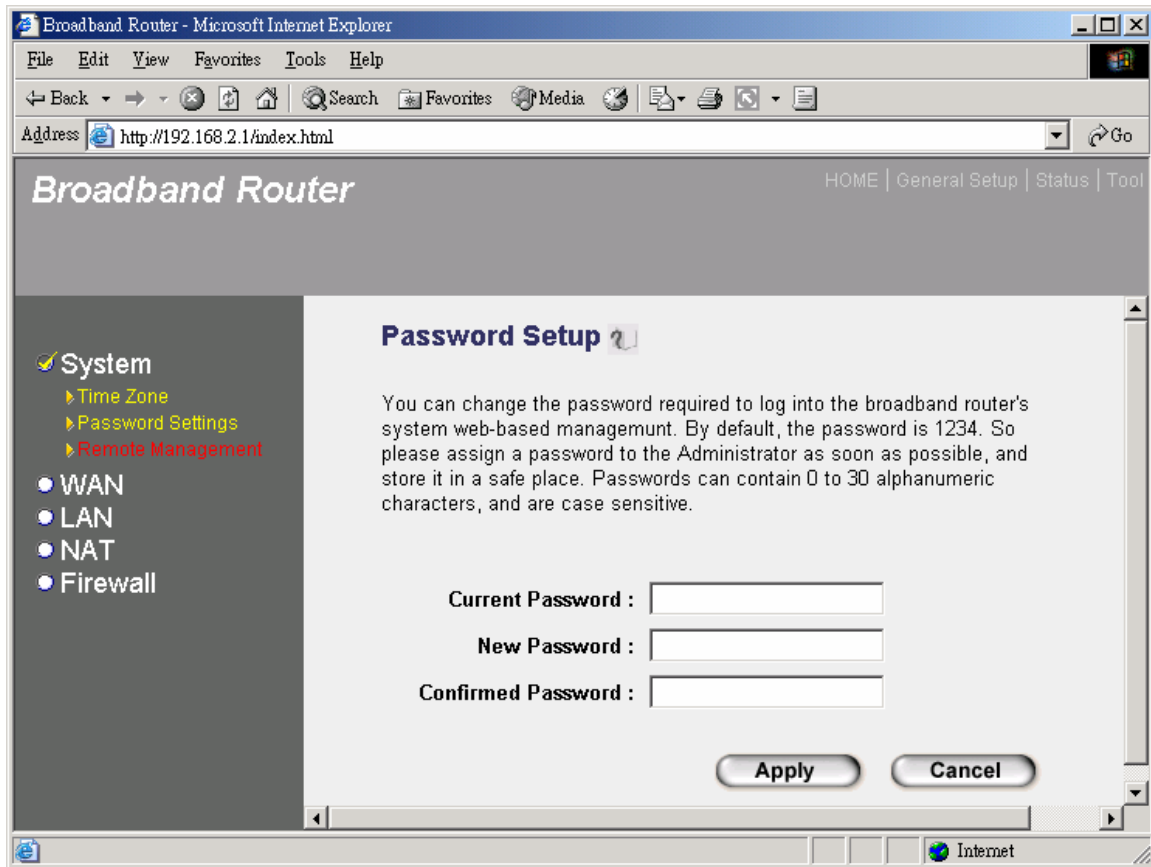 Broadband Router - Microsoft Internet Explorer
File Edit View Favorites Tools Help
Back Search Favorites Media
Address http://192.168.2.1/index.html Go
Broadband Router
HOME | General Setup | Status | Tool
System
Time Zone
Password Settings
Remote Management
WAN
LAN
NAT
Firewall
Password Setup
You can change the password required to log into the broadband router's
system web-based managemunt. By default, the password is 1234. So
please assign a password to the Administrator as soon as possible, and
store it in a safe place. Passwords can contain 0 to 30 alphanumeric
characters, and are case sensitive.
Current Password :
New Password :
Confirmed Password :
Apply Cancel
Internet